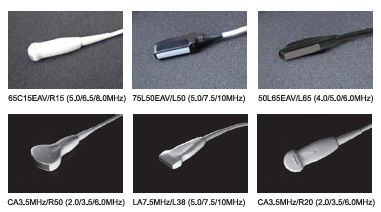 65C15EAV/R15 (5.0/6.5/8.0MHz) 75L50EAV/L50 (5.0/7.5/10MHz) 50L65EAV/L65 (4.0/5.0/6.0MHz)
CA3.5MHz/R50 (2.0/3.5/6.0MHz) LA7.5MHz/L38 (5.0/7.5/10MHz) CA3.5MHz/R20 (2.0/3.5/6.0MHz)